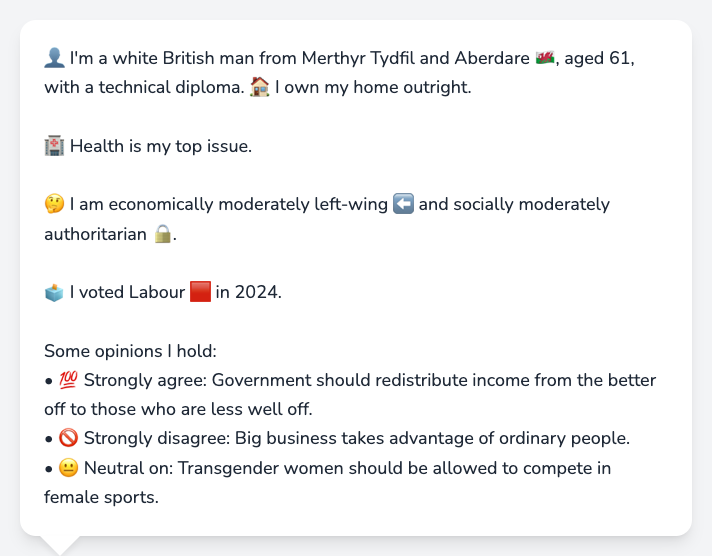 👤 I'm a white British man from Merthyr Tydfil and Aberdare 🏴󠁧󠁢󠁷󠁬󠁳󠁿, aged 61,
with a technical diploma. 🏠 I own my home outright.
🏥 Health is my top issue.
🤔 I am economically moderately left-wing ⬅️ and socially moderately
authoritarian 🔒.
🗳️ I voted Labour 🟥 in 2024.
Some opinions I hold:
• 💯 Strongly agree: Government should redistribute income from the better
off to those who are less well off.
• 🚫 Strongly disagree: Big business takes advantage of ordinary people.
• 😐 Neutral on: Transgender women should be allowed to compete in
female sports.